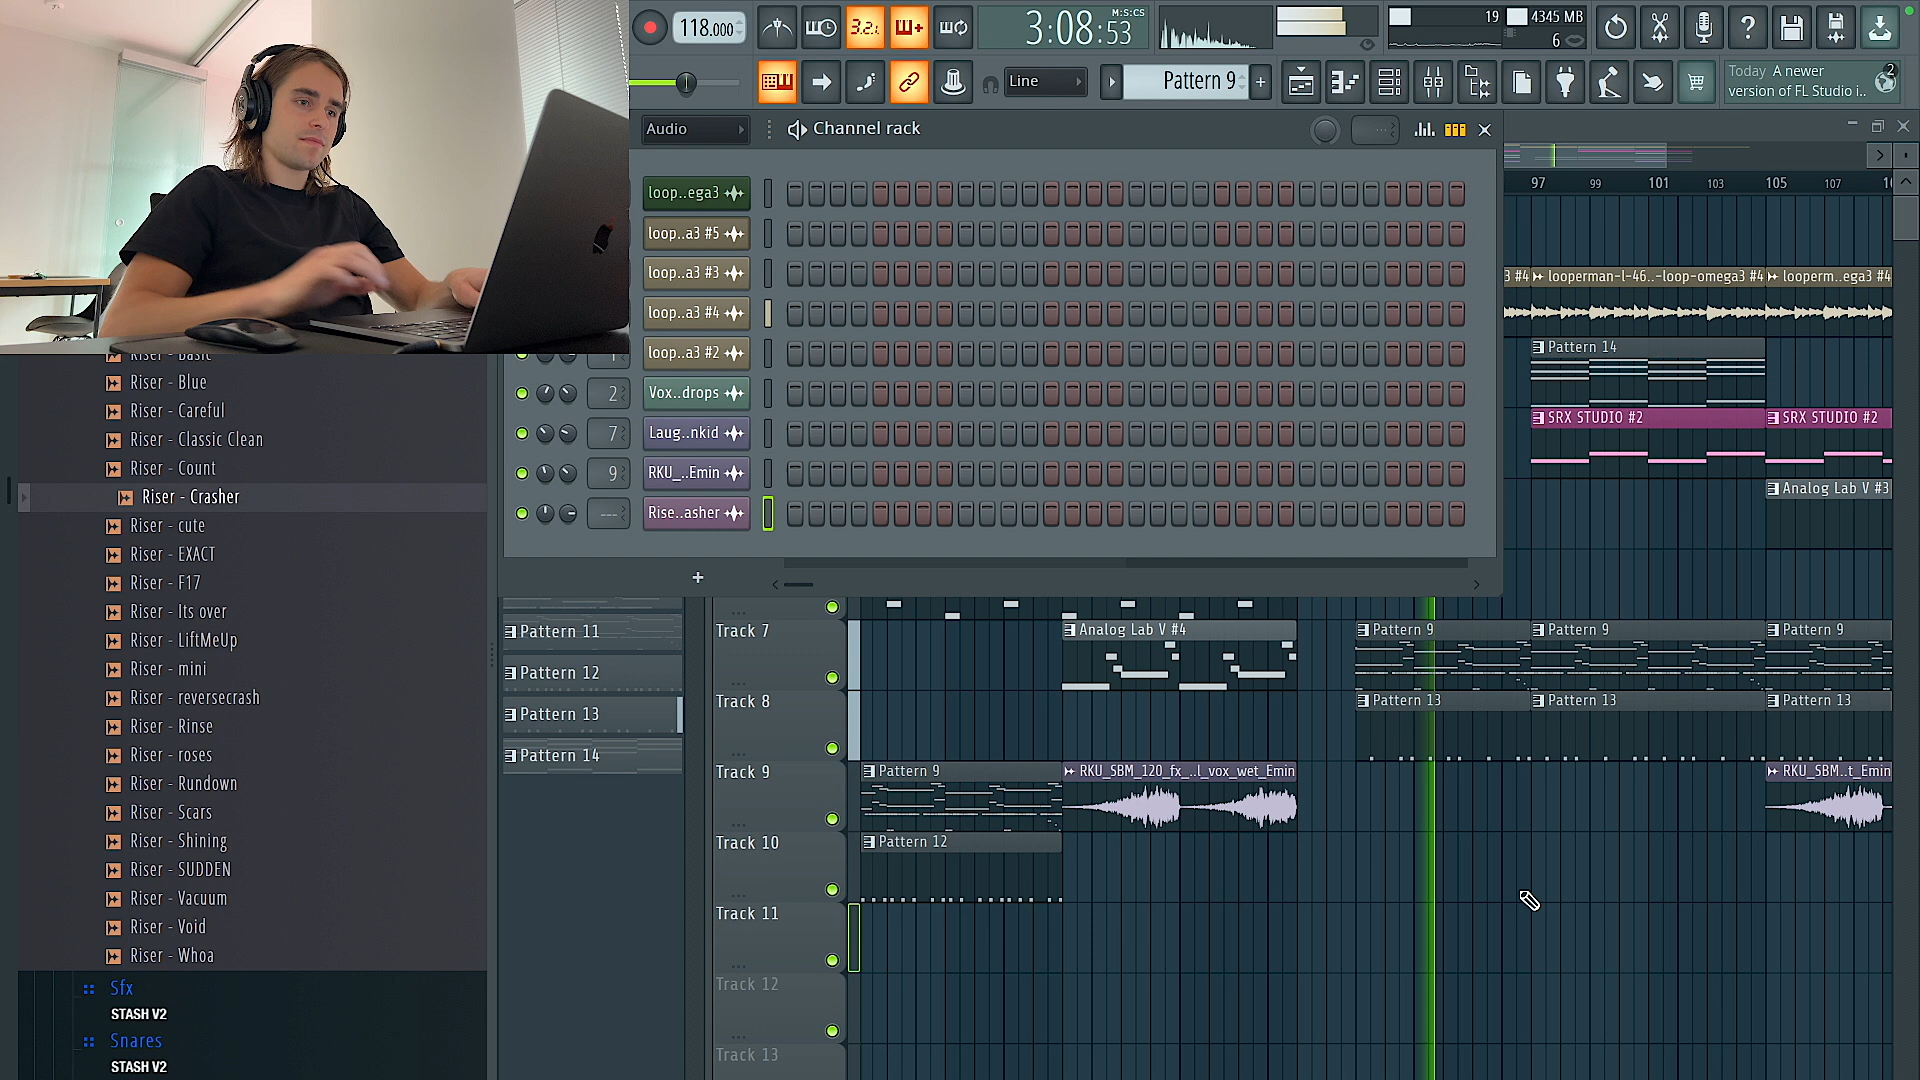 118.000
3.2.1
M:S:CS
3:08:53
19
4345 MB
6
Line
Pattern 9
Today A newer
version of FL Studio i..
2
Audio
Channel rack
loop..ega3
loop..a3 #5
loop..a3 #3
loop..a3 #4
loop..a3 #2
2
Vox..drops
7
Laug..nkid
9
RKU_..Emin
---
Rise..asher
97
99
101
103
105
107
3 #4
looperman-l-46..-loop-omega3 #4
looperm..ega3 #4
Pattern 14
SRX STUDIO #2
SRX STUDIO #2
Analog Lab V #3
Riser - Basic
Riser - Blue
Riser - Careful
Riser - Classic Clean
Riser - Count
Riser - Crasher
Riser - cute
Riser - EXACT
Riser - F17
Riser - Its over
Riser - LiftMeUp
Riser - mini
Riser - reversecrash
Riser - Rinse
Riser - roses
Riser - Rundown
Riser - Scars
Riser - Shining
Riser - SUDDEN
Riser - Vacuum
Riser - Void
Riser - Whoa
Sfx
STASH V2
Snares
STASH V2
Pattern 11
Pattern 12
Pattern 13
Pattern 14
Track 7
Analog Lab V #4
Pattern 9
Pattern 9
Pattern 9
Track 8
Pattern 13
Pattern 13
Pattern 13
Track 9
Pattern 9
RKU_SBM_120_fx_..l_vox_wet_Emin
RKU_SBM..t_Emin
Track 10
Pattern 12
Track 11
Track 12
Track 13